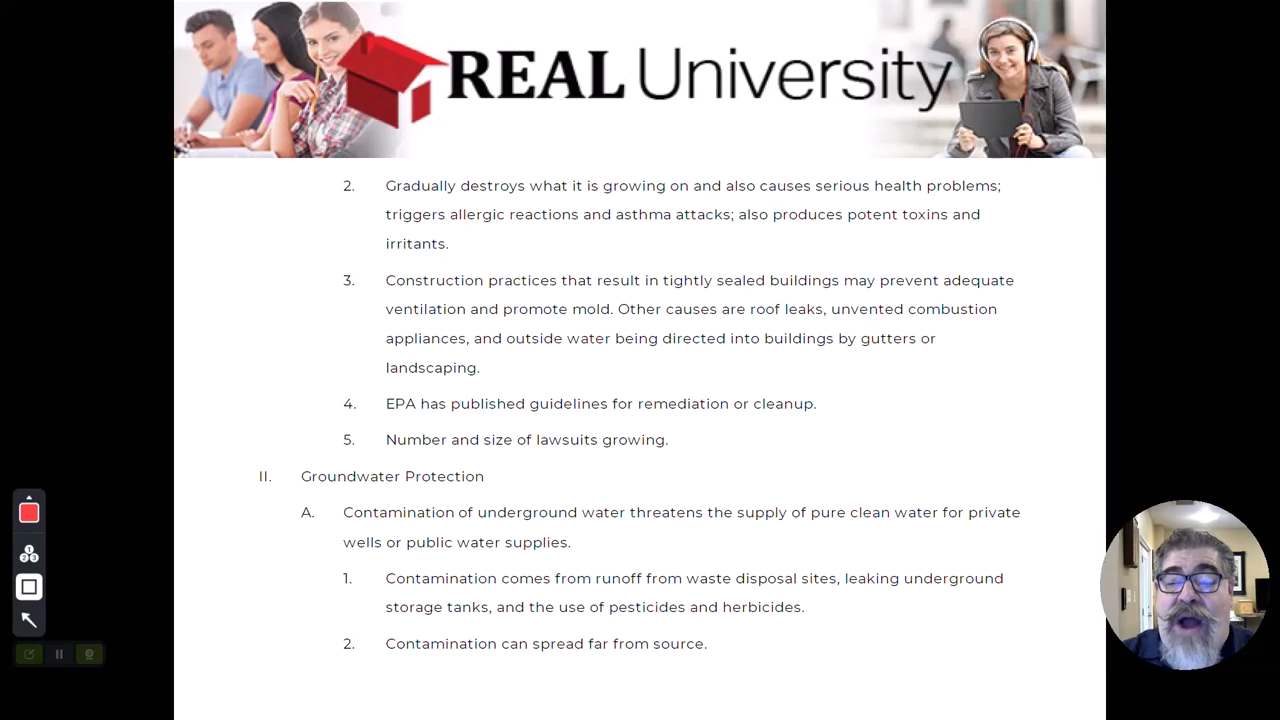 REAL University
2. Gradually destroys what it is growing on and also causes serious health problems;
triggers allergic reactions and asthma attacks; also produces potent toxins and
irritants.
3. Construction practices that result in tightly sealed buildings may prevent adequate
ventilation and promote mold. Other causes are roof leaks, unvented combustion
appliances, and outside water being directed into buildings by gutters or
landscaping.
4. EPA has published guidelines for remediation or cleanup.
5. Number and size of lawsuits growing.
II. Groundwater Protection
A. Contamination of underground water threatens the supply of pure clean water for private
wells or public water supplies.
1. Contamination comes from runoff from waste disposal sites, leaking underground
storage tanks, and the use of pesticides and herbicides.
2. Contamination can spread far from source.